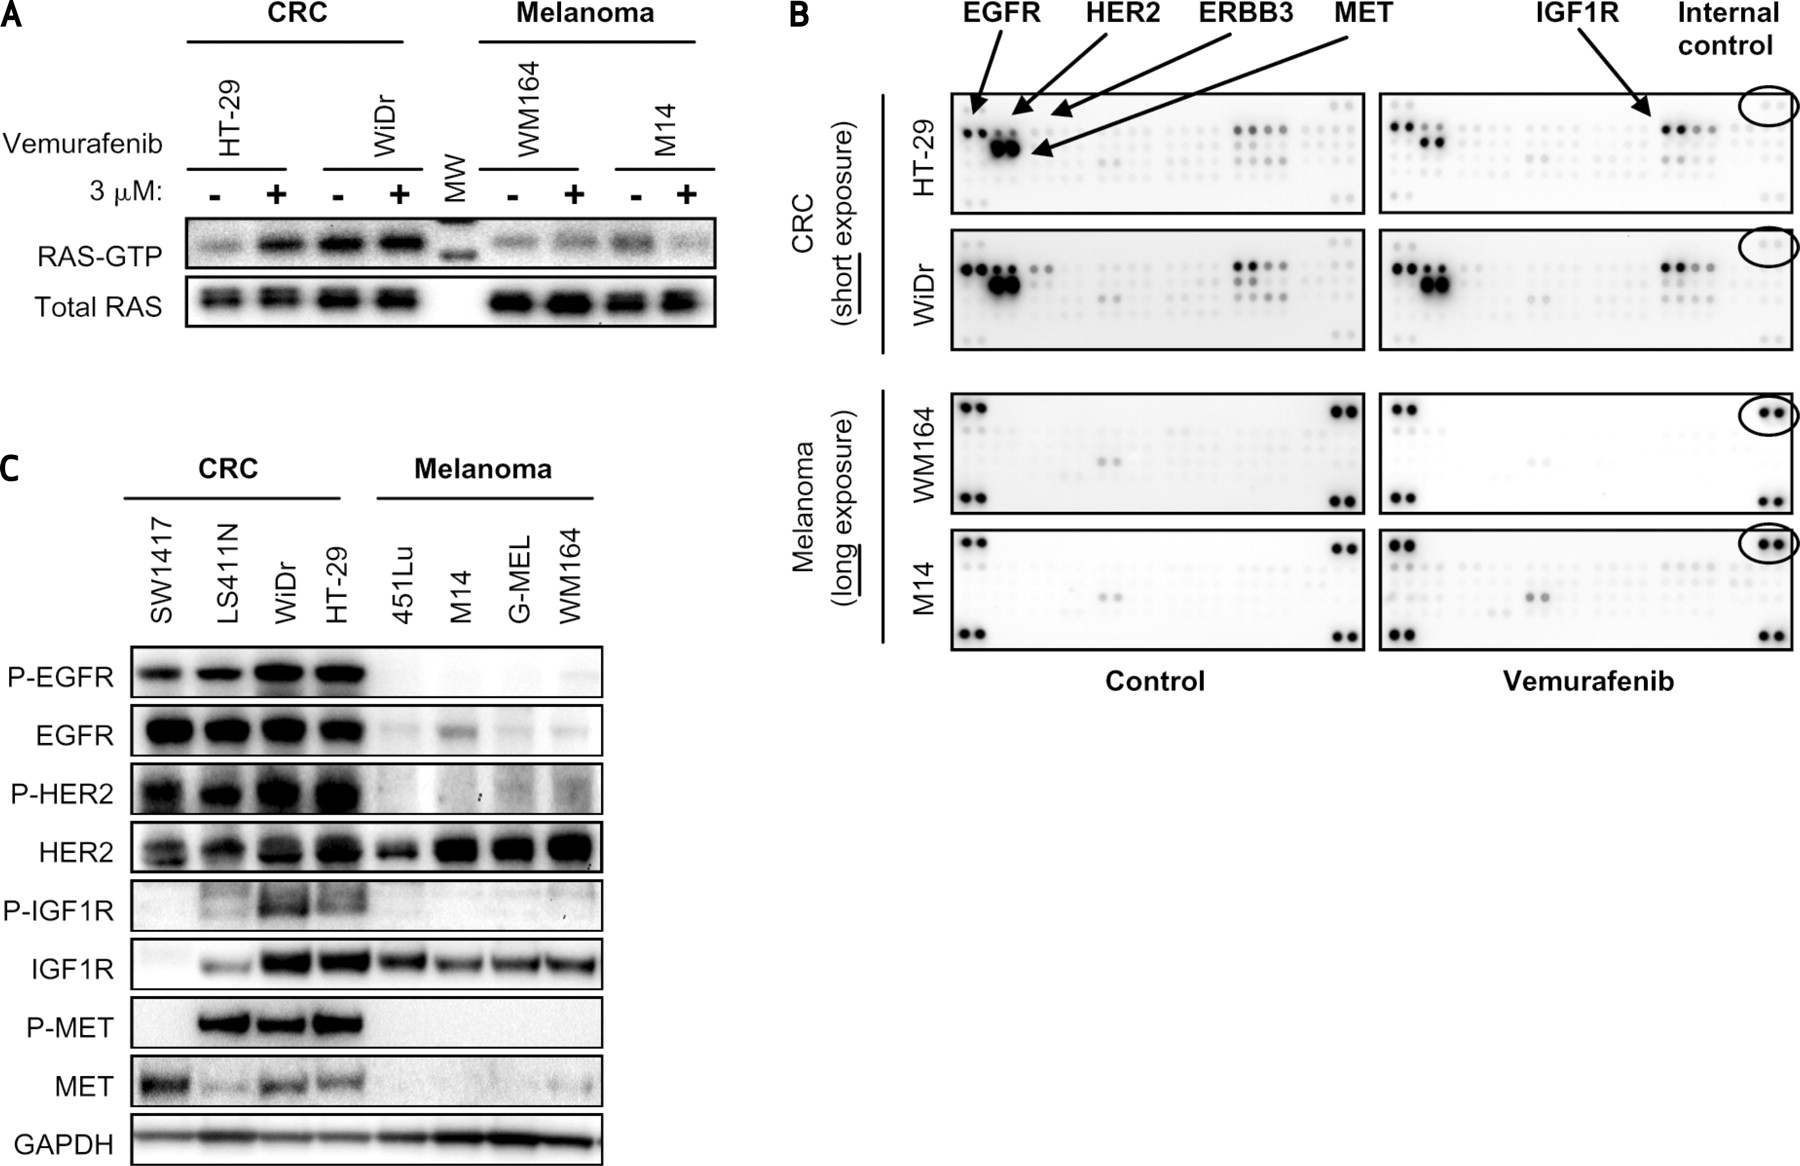 A
CRC
Melanoma
HT-29
WiDr
WM164
M14
Vemurafenib
3 μM:
- + - + MW - + - +
RAS-GTP
Total RAS
B
EGFR HER2 ERBB3 MET IGF1R Internal
control
CRC
(short exposure)
HT-29
WiDr
Melanoma
(long exposure)
WM164
M14
Control Vemurafenib
C
CRC Melanoma
SW1417 LS411N WiDr HT-29 451Lu M14 G-MEL WM164
P-EGFR
EGFR
P-HER2
HER2
P-IGF1R
IGF1R
P-MET
MET
GAPDH